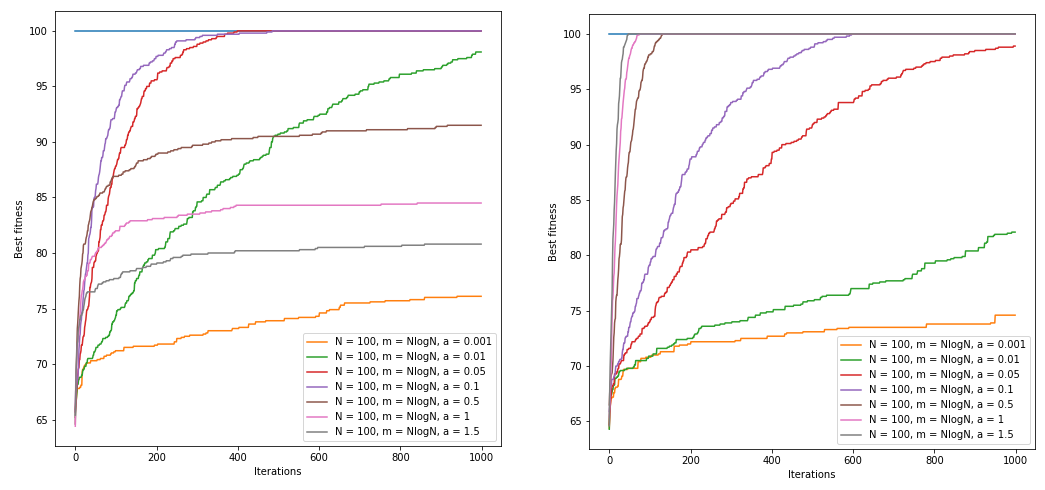 100
95
90
85
80
75
70
65
Best fitness
0
200
400
600
800
1000
Iterations
N = 100, m = NlogN, a = 0.001
N = 100, m = NlogN, a = 0.01
N = 100, m = NlogN, a = 0.05
N = 100, m = NlogN, a = 0.1
N = 100, m = NlogN, a = 0.5
N = 100, m = NlogN, a = 1
N = 100, m = NlogN, a = 1.5
100
95
90
85
80
75
70
65
Best fitness
0
200
400
600
800
1000
Iterations
N = 100, m = NlogN, a = 0.001
N = 100, m = NlogN, a = 0.01
N = 100, m = NlogN, a = 0.05
N = 100, m = NlogN, a = 0.1
N = 100, m = NlogN, a = 0.5
N = 100, m = NlogN, a = 1
N = 100, m = NlogN, a = 1.5